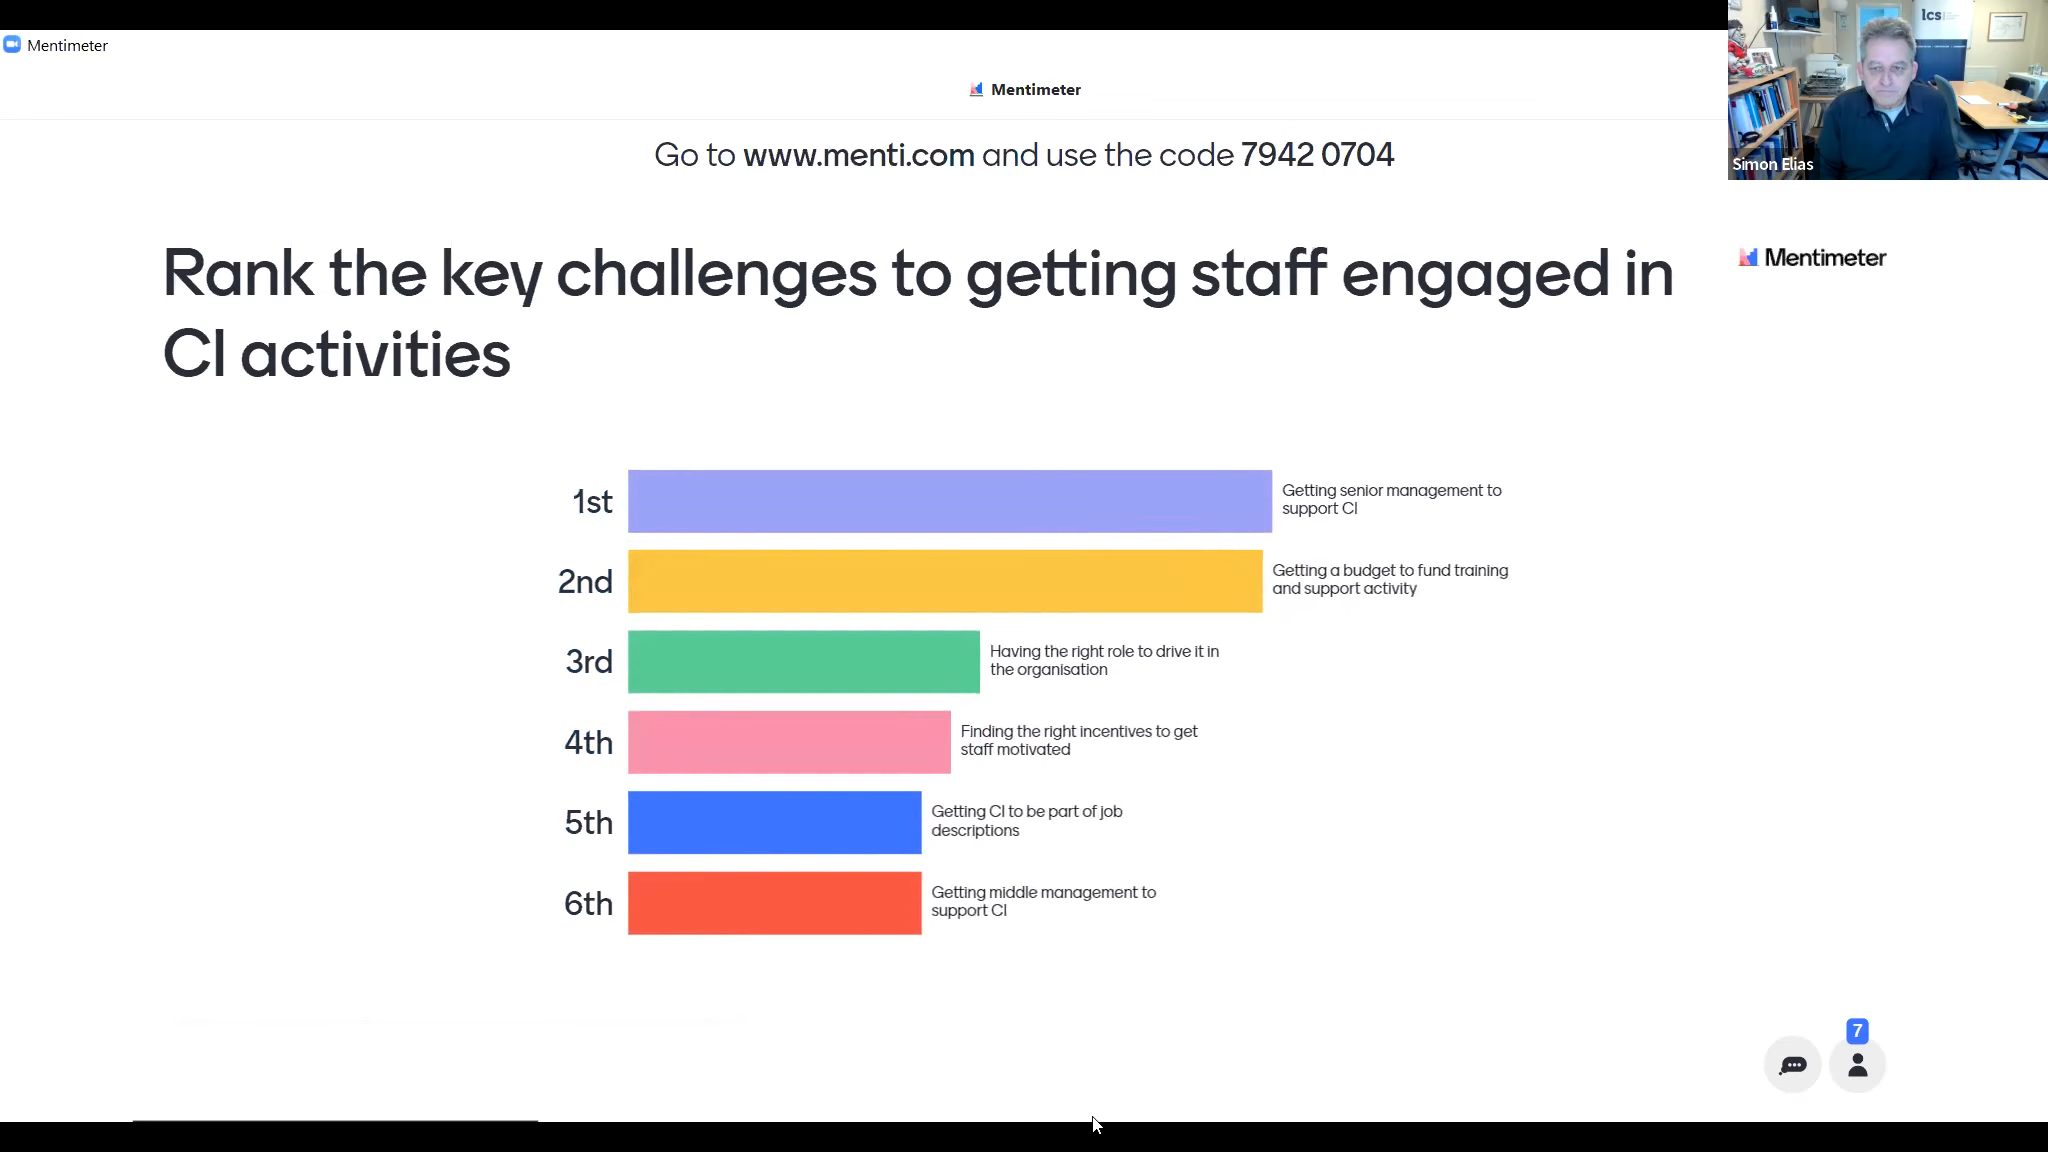 Mentimeter
Mentimeter
lcs
Simon Elias
Go to www.menti.com and use the code 7942 0704
Rank the key challenges to getting staff engaged in
CI activities
Mentimeter
1st
Getting senior management to
support CI
2nd
Getting a budget to fund training
and support activity
3rd
Having the right role to drive it in
the organisation
4th
Finding the right incentives to get
staff motivated
5th
Getting CI to be part of job
descriptions
6th
Getting middle management to
support CI
7